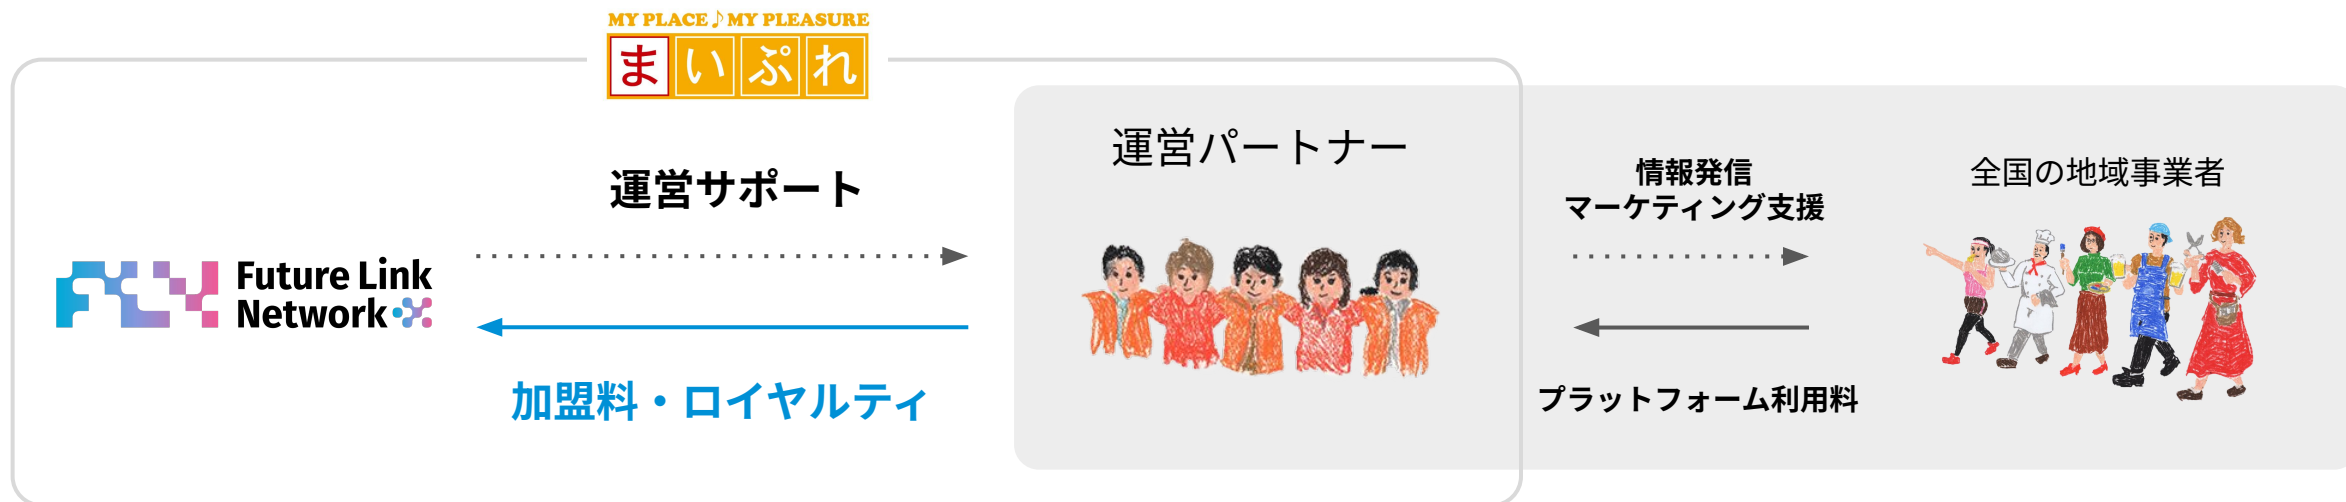 MY PLACE♪MY PLEASURE
まいぷれ
運営サポート
Future Link
Network
加盟料・ロイヤルティ
運営パートナー
情報発信
マーケティング支援
プラットフォーム利用料
全国の地域事業者